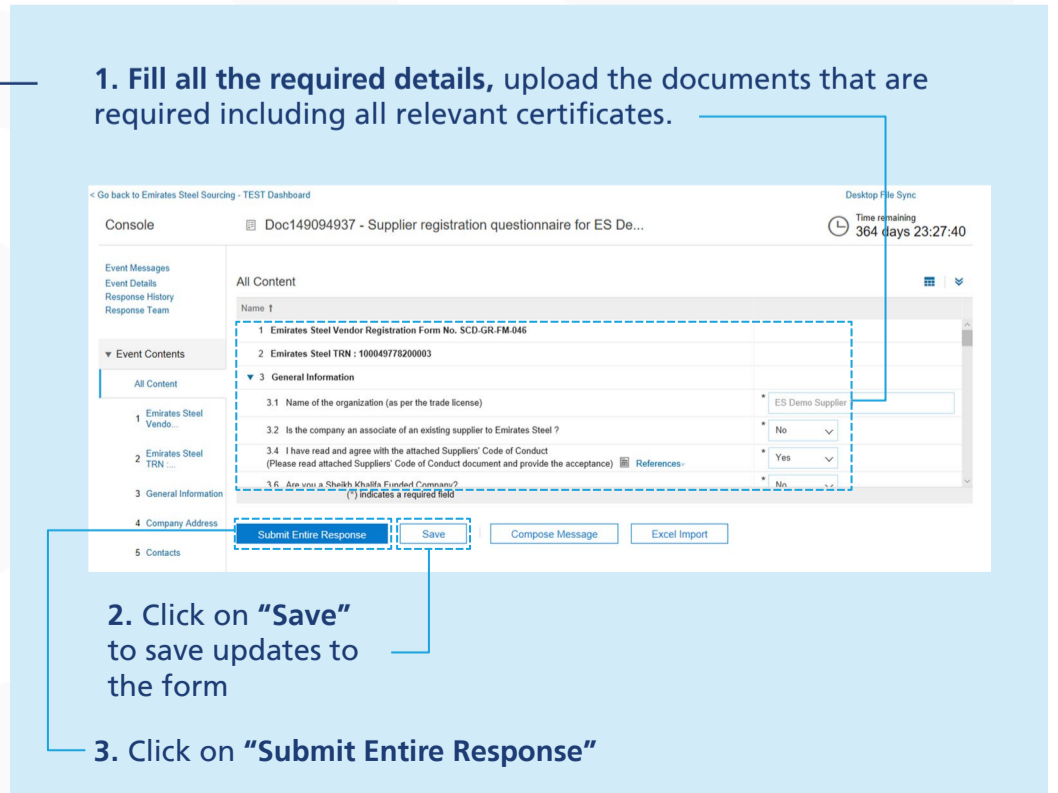 1. Fill all the required details, upload the documents that are
required including all relevant certificates.
< Go back to Emirates Steel Sourcing - TEST Dashboard
Desktop File Sync
Console
Doc149094937 - Supplier registration questionnaire for ES De...
Time remaining
364 days 23:27:40
Event Messages
Event Details
Response History
Response Team
▼ Event Contents
All Content
1 Emirates Steel
Vendo...
2 Emirates Steel
TRN :...
3 General Information
4 Company Address
5 Contacts
All Content
Name ↑
1 Emirates Steel Vendor Registration Form No. SCD-GR-FM-046
2 Emirates Steel TRN : 100049778200003
▼ 3 General Information
3.1 Name of the organization (as per the trade license)
* ES Demo Supplier
3.2 Is the company an associate of an existing supplier to Emirates Steel ?
* No
3.4 I have read and agree with the attached Suppliers' Code of Conduct
(Please read attached Suppliers' Code of Conduct document and provide the acceptance) References
* Yes
3.6 Are you a Sheikh Khalifa Funded Company?
* No
(*) indicates a required field
Submit Entire Response
Save
Compose Message
Excel Import
2. Click on “Save”
to save updates to
the form
3. Click on “Submit Entire Response”